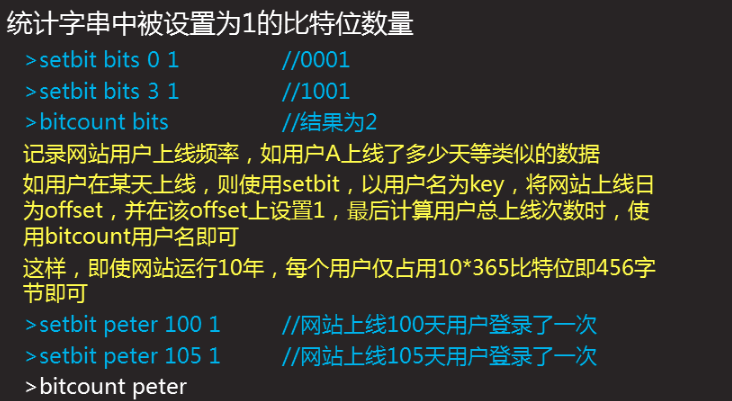 统计字串中被设置为1的比特位数量
>setbit bits 0 1 //0001
>setbit bits 3 1 //1001
>bitcount bits //结果为2
记录网站用户上线频率，如用户A上线了多少天等类似的数据
如用户在某天上线，则使用setbit，以用户名为key，将网站上线日
为offset，并在该offset上设置1，最后计算用户总上线次数时，使
用bitcount用户名即可
这样，即使网站运行10年，每个用户仅占用10*365比特位即456字
节即可
>setbit peter 100 1 //网站上线100天用户登录了一次
>setbit peter 105 1 //网站上线105天用户登录了一次
>bitcount peter